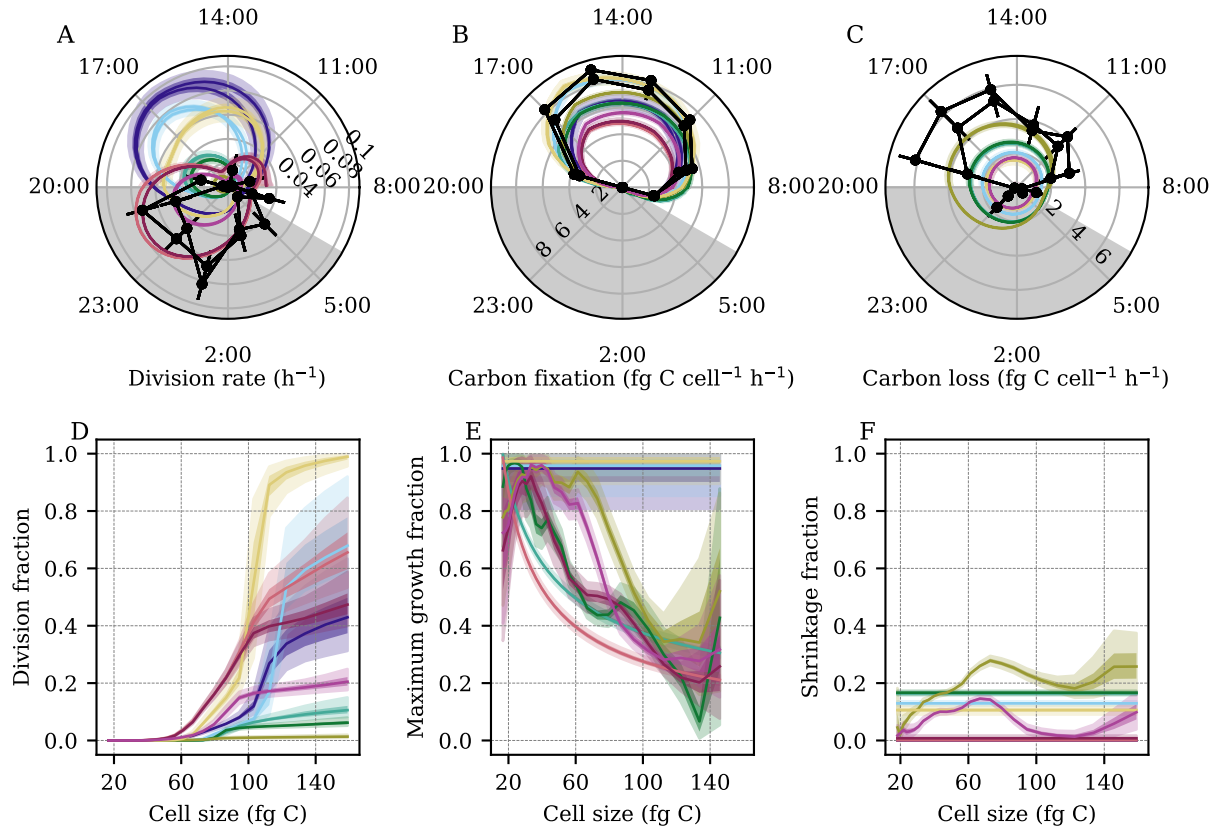 A
14:00
17:00
11:00
0.1
0.08
0.06
0.04
20:00
8:00
23:00
5:00
2:00
Division rate (h⁻¹)
B
14:00
17:00
11:00
20:00
8:00
2
4
6
8
23:00
5:00
2:00
Carbon fixation (fg C cell⁻¹ h⁻¹)
C
14:00
17:00
11:00
20:00
8:00
2
4
6
23:00
5:00
2:00
Carbon loss (fg C cell⁻¹ h⁻¹)
D
Division fraction
1.0
0.8
0.6
0.4
0.2
0.0
20 60 100 140
Cell size (fg C)
E
Maximum growth fraction
1.0
0.8
0.6
0.4
0.2
0.0
20 60 100 140
Cell size (fg C)
F
Shrinkage fraction
1.0
0.8
0.6
0.4
0.2
0.0
20 60 100 140
Cell size (fg C)